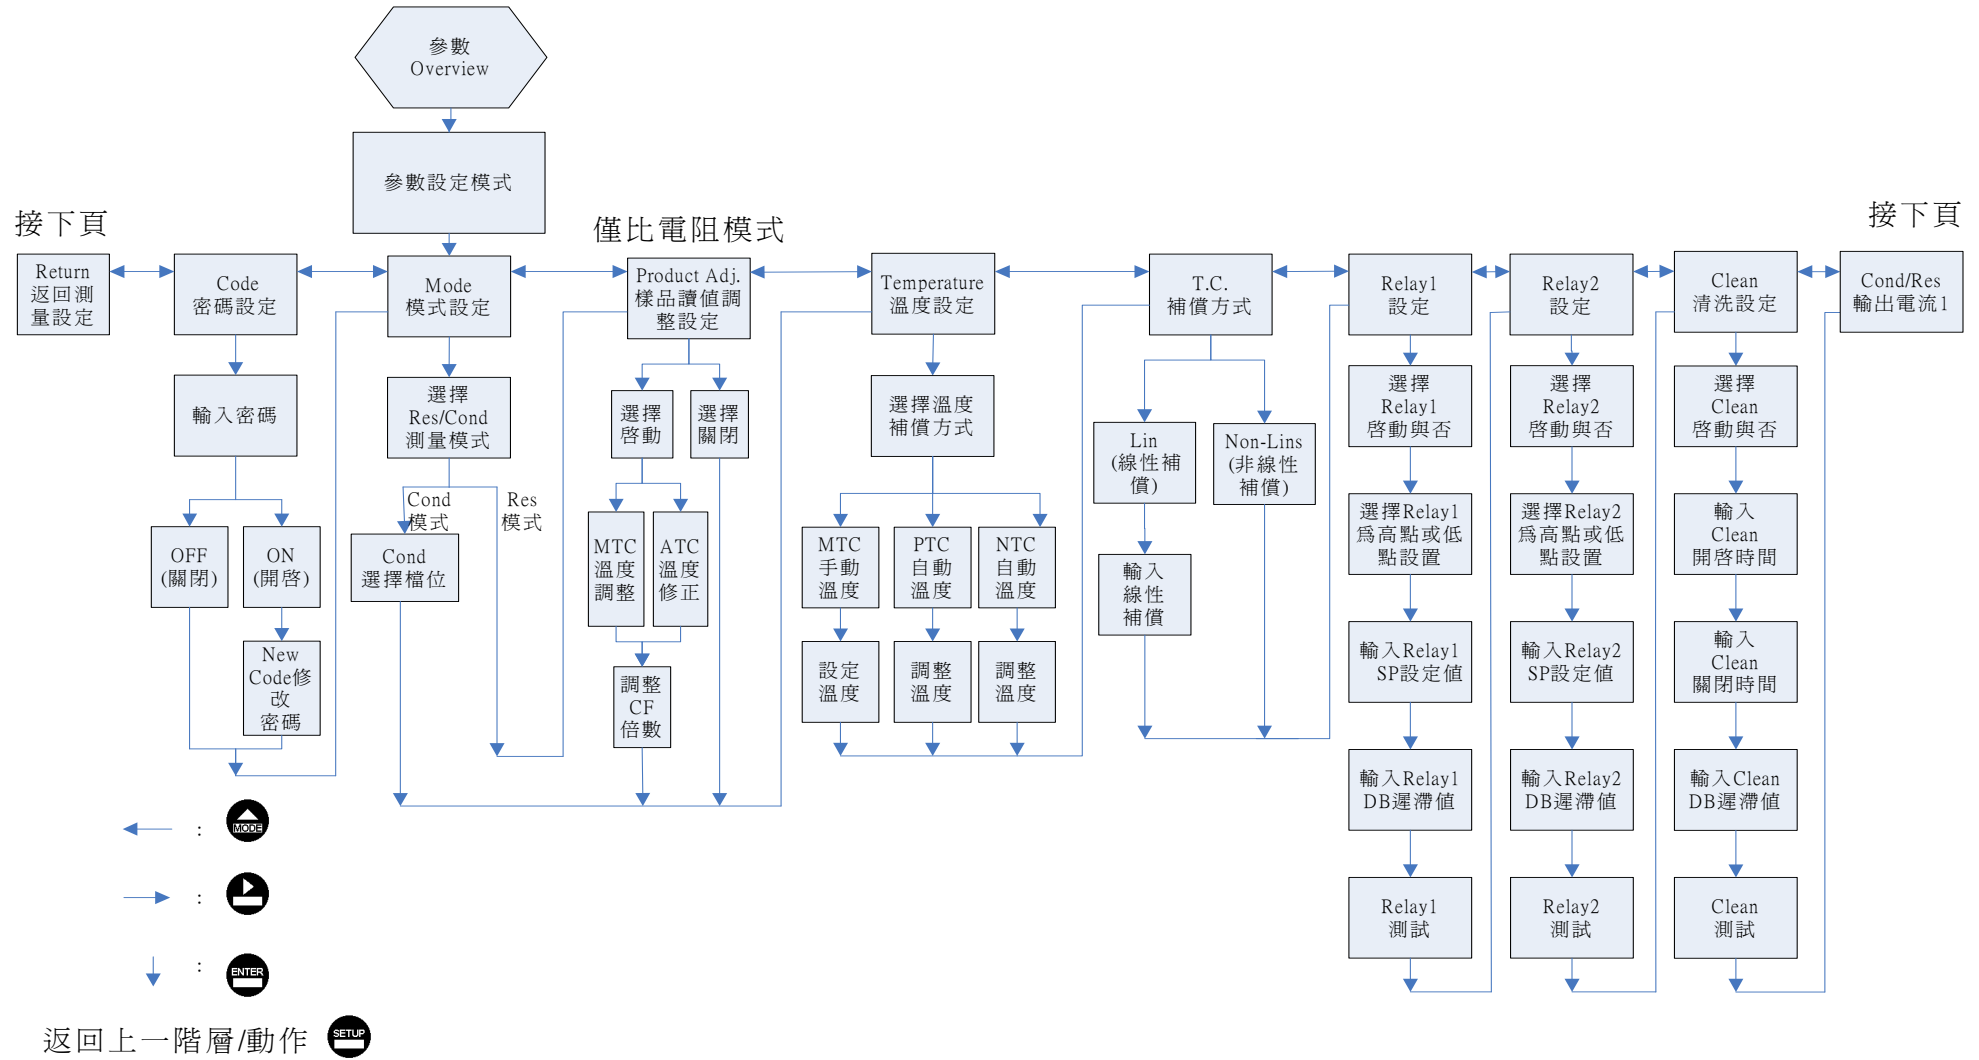 參數
Overview
參數設定模式
接下頁
僅比電阻模式
接下頁
Return
返回測
量設定
Code
密碼設定
Mode
模式設定
Product Adj.
樣品讀值調
整設定
Temperature
溫度設定
T.C.
補償方式
Relay1
設定
Relay2
設定
Clean
清洗設定
Cond/Res
輸出電流1
輸入密碼
選擇
Res/Cond
測量模式
選擇
啓動
選擇
關閉
選擇溫度
補償方式
Lin
(線性補
償)
Non-Lins
(非線性
補償)
選擇
Relay1
啓動與否
選擇
Relay2
啓動與否
選擇
Clean
啓動與否
Cond
模式
Res
模式
OFF
(關閉)
ON
(開啓)
Cond
選擇檔位
MTC
溫度
調整
ATC
溫度
修正
MTC
手動
溫度
PTC
自動
溫度
NTC
自動
溫度
輸入
線性
補償
選擇Relay1
爲高點或低
點設置
選擇Relay2
爲高點或低
點設置
輸入
Clean
開啓時間
New
Code修
改
密碼
調整
CF
倍數
設定
溫度
調整
溫度
調整
溫度
輸入Relay1
SP設定值
輸入Relay2
SP設定值
輸入
Clean
關閉時間
輸入Relay1
DB遲滯值
輸入Relay2
DB遲滯值
輸入Clean
DB遲滯值
Relay1
測試
Relay2
測試
Clean
測試
: MODE
:
: ENTER
返回上一階層/動作 SETUP